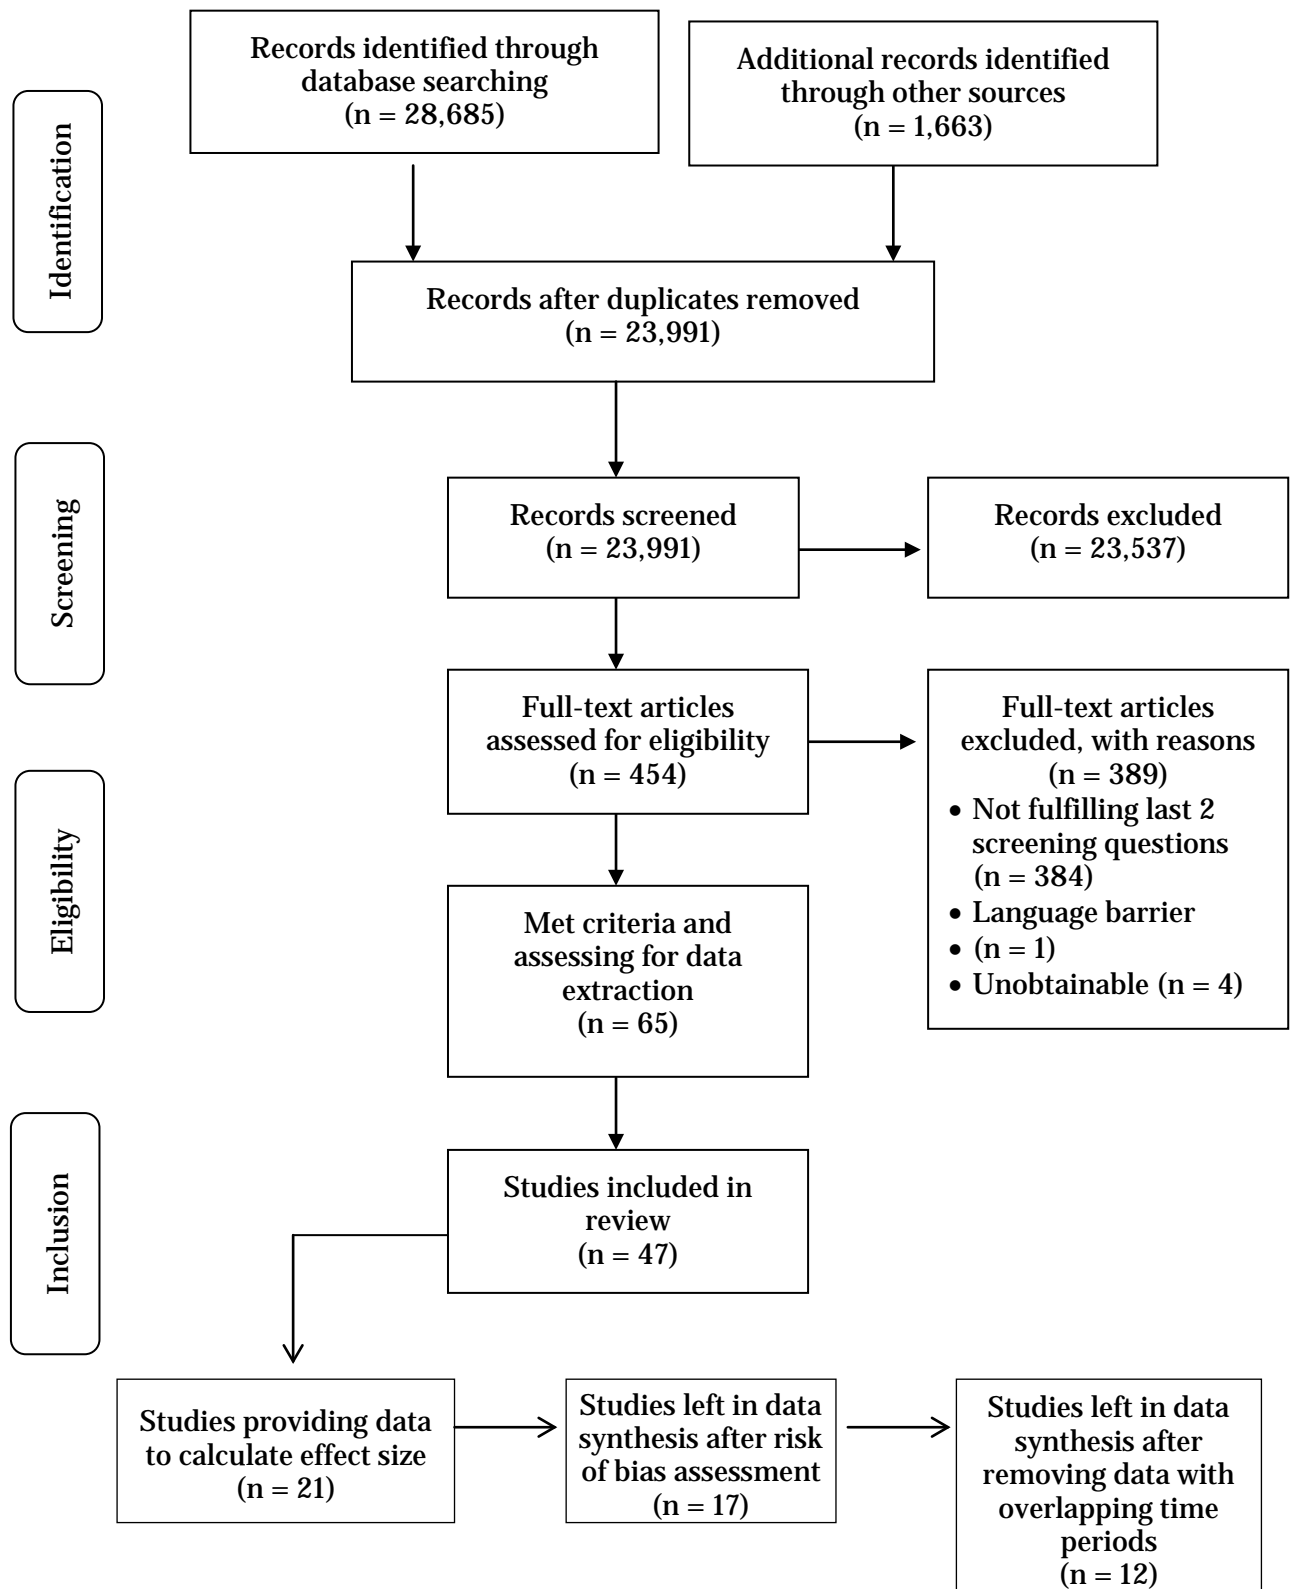 Records identified through
database searching
(n = 28,685)
Additional records identified
through other sources
(n = 1,663)
Identification
Records after duplicates removed
(n = 23,991)
Screening
Records screened
(n = 23,991)
Records excluded
(n = 23,537)
Full-text articles
assessed for eligibility
(n = 454)
Full-text articles
excluded, with reasons
(n = 389)
• Not fulfilling last 2
screening questions
(n = 384)
• Language barrier
• (n = 1)
• Unobtainable (n = 4)
Eligibility
Met criteria and
assessing for data
extraction
(n = 65)
Inclusion
Studies included in
review
(n = 47)
Studies providing data
to calculate effect size
(n = 21)
Studies left in data
synthesis after risk
of bias assessment
(n = 17)
Studies left in data
synthesis after
removing data with
overlapping time
periods
(n = 12)